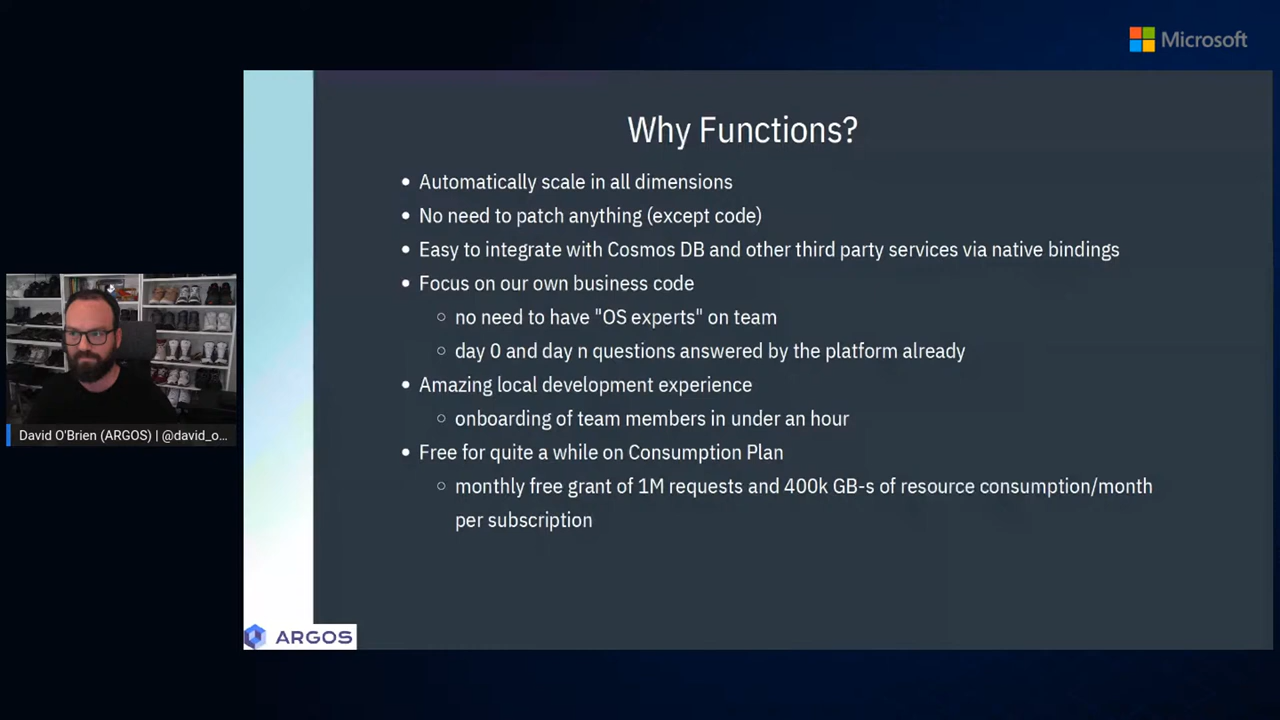 Microsoft
Why Functions?
• Automatically scale in all dimensions
• No need to patch anything (except code)
• Easy to integrate with Cosmos DB and other third party services via native bindings
• Focus on our own business code
○ no need to have "OS experts" on team
○ day 0 and day n questions answered by the platform already
• Amazing local development experience
○ onboarding of team members in under an hour
• Free for quite a while on Consumption Plan
○ monthly free grant of 1M requests and 400k GB-s of resource consumption/month
per subscription
David O'Brien (ARGOS) | @david_o...
ARGOS